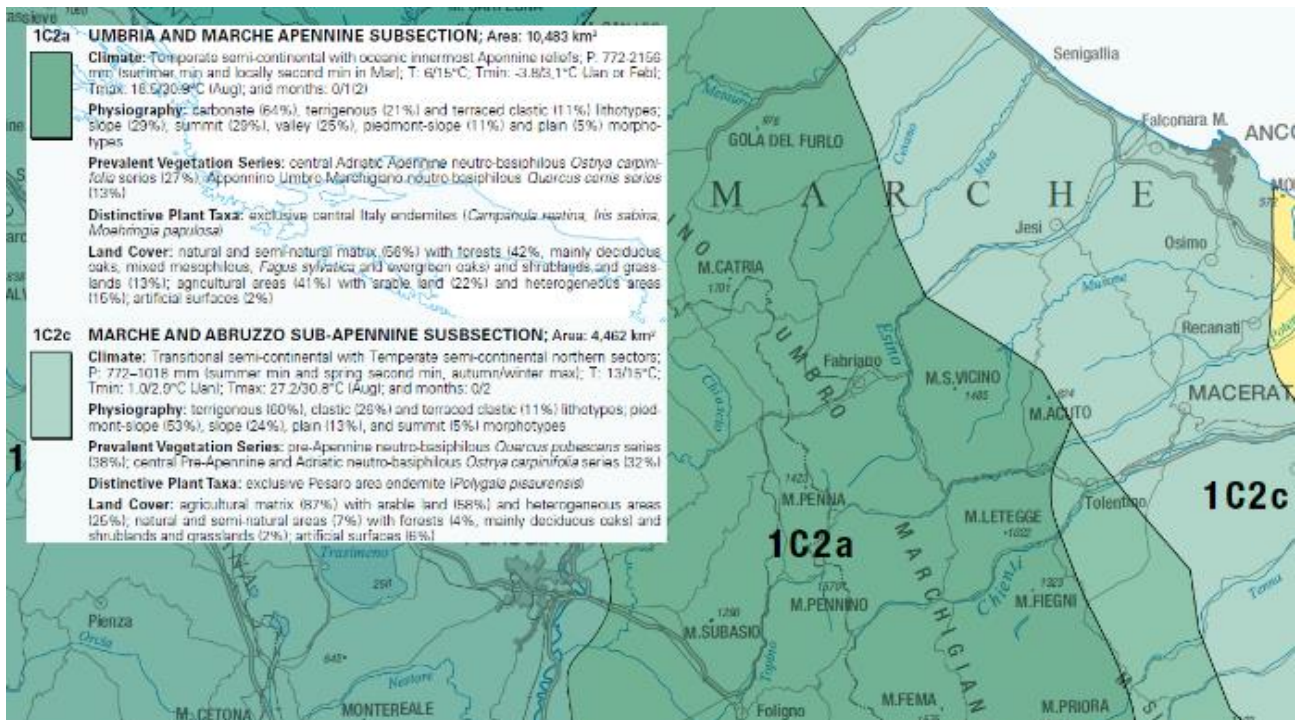 1C2a UMBRIA AND MARCHE APENNINE SUBSECTION; Area: 10,483 km²
Climate: Temperate semi-continental with oceanic innermost Apennine reliefs; P: 772-2156
mm (summer min and locally second min in Mar); T: 6/15°C; Tmin: -3.8/3,1°C (Jan or Feb);
Tmax: 18.5/30.9°C (Aug); arid months: 0/1(2)
Physiography: carbonate (64%), terrigenous (21%) and terraced clastic (11%) lithotypes;
slope (29%), summit (29%), valley (25%), piedmont-slope (11%) and plain (5%) morpho-
types
Prevalent Vegetation Series: central Adriatic Apennine neutro-basiphilous Ostrya carpini-
folia series (27%), Appennino Umbro Marchigiano neutro-basiphilous Quercus cerris series
(13%)
Distinctive Plant Taxa: exclusive central Italy endemites (Campanula reatina, Iris sabina,
Moehringia papulosa)
Land Cover: natural and semi-natural matrix (56%) with forests (42%, mainly deciduous
oaks, mixed mesophilous, Fagus sylvatica and evergreen oaks) and shrublands and grass-
lands (13%); agricultural areas (41%) with arable land (22%) and heterogeneous areas
(15%); artificial surfaces (2%)
1C2c MARCHE AND ABRUZZO SUB-APENNINE SUSBSECTION; Area: 4,462 km²
Climate: Transitional semi-continental with Temperate semi-continental northern sectors;
P: 772–1018 mm (summer min and spring second min, autumn/winter max); T: 13/15°C;
Tmin: 1.0/2.9°C (Jan); Tmax: 27.2/30.8°C (Aug); arid months: 0/2
Physiography: terrigenous (60%), clastic (26%) and terraced clastic (11%) lithotypes; pied-
mont-slope (53%), slope (24%), plain (13%), and summit (5%) morphotypes
Prevalent Vegetation Series: pre-Apennine neutro-basiphilous Quercus pubescens series
(38%); central Pre-Apennine and Adriatic neutro-basiphilous Ostrya carpinifolia series (32%)
Distinctive Plant Taxa: exclusive Pesaro area endemite (Polygala pisaurensis)
Land Cover: agricultural matrix (87%) with arable land (58%) and heterogeneous areas
(25%); natural and semi-natural areas (7%) with forests (4%, mainly deciduous oaks) and
shrublands and grasslands (2%); artificial surfaces (6%)
Senigallia
Metauro
Falconara M.
GOLA DEL FURLO
Cesano
Misa
ANCO
MARCHE
Jesi
Osimo
M.CATRIA
1701
Musone
Recanati
UMBRO
Esino
Fabriano
M.S.VICINO
1485
MACERAT
M.ACUTO
Chiascio
Tolentino
1C2c
M.PENNA
M.LETEGGE
1022
1C2a
MARCHIGIAN
Trasimeno
Chienti
1323
M.FIEGNI
Tenna
Pienza
M.PENNINO
1290
M.SUBASIO
Orcia
Topino
Nestore
M.CETONA
MONTEREALE
Foligno
M.FEMA
M.PRIORA